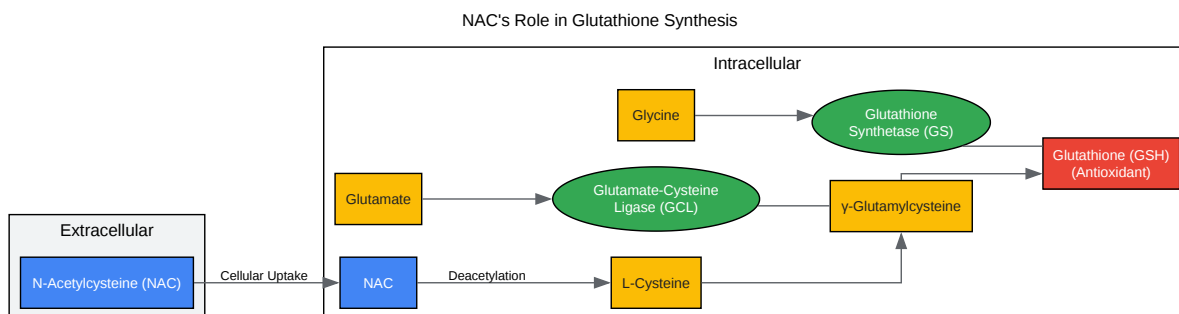 NAC's Role in Glutathione Synthesis
Intracellular
Glycine
Glutathione
Synthetase (GS)
Glutathione (GSH)
(Antioxidant)
Glutamate
Glutamate-Cysteine
Ligase (GCL)
γ-Glutamylcysteine
Extracellular
N-Acetylcysteine (NAC)
Cellular Uptake
NAC
Deacetylation
L-Cysteine